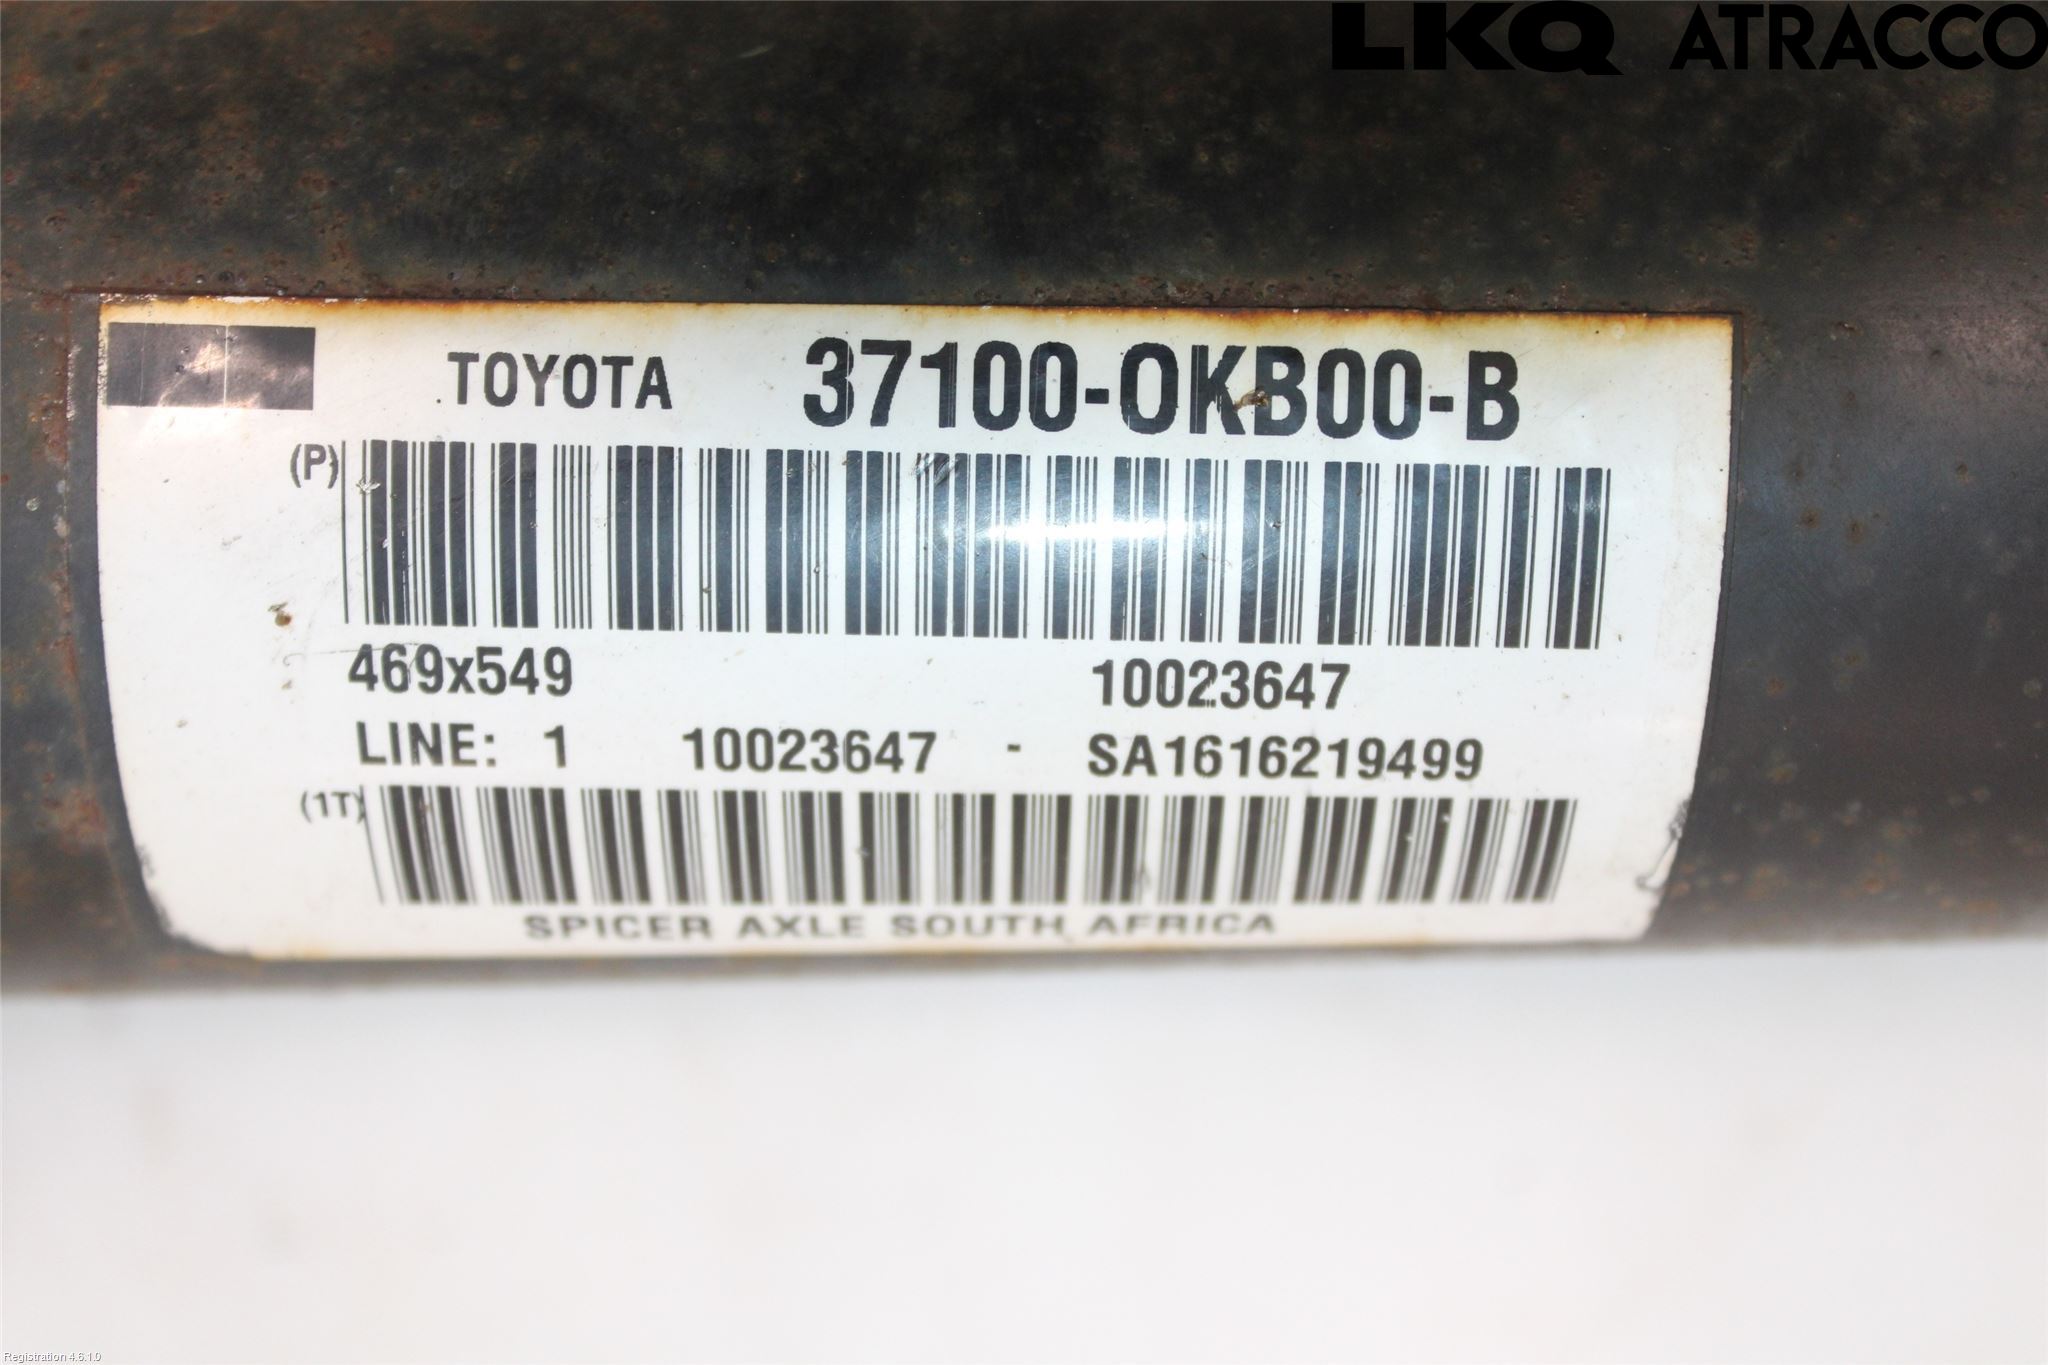 LKQ ATRACCO
TOYOTA 37100-0KB00-B
(P)
469x549 10023647
LINE: 1 10023647 - SA1616219499
(1T)
SPICER AXLE SOUTH AFRICA
Registration 4.6.1.0